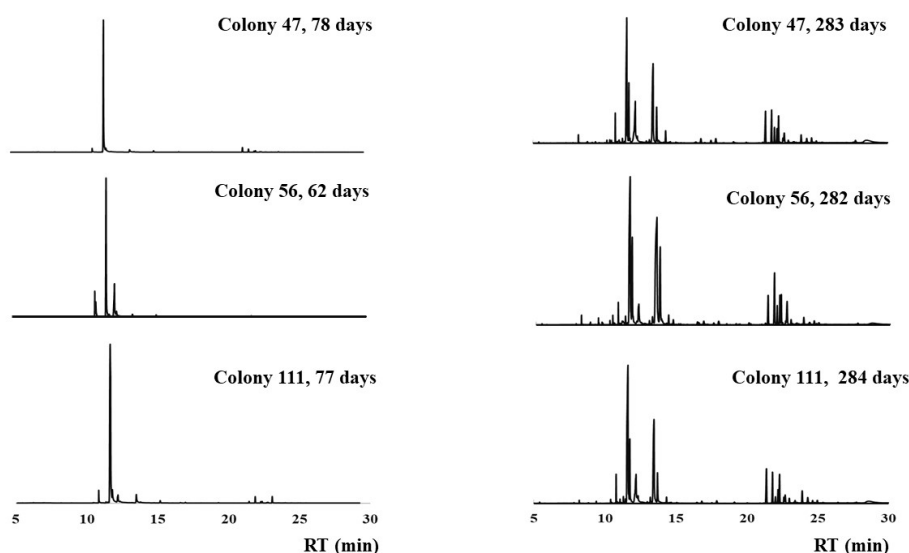 Colony 47, 78 days
Colony 47, 283 days
Colony 56, 62 days
Colony 56, 282 days
Colony 111, 77 days
Colony 111, 284 days
5 10 15 20 25 30
RT (min)
5 10 15 20 25 30
RT (min)